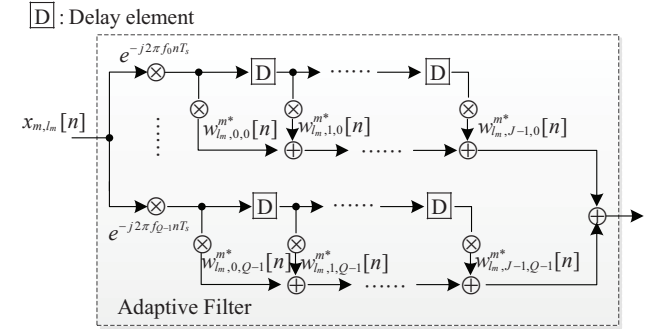 D : Delay element
e^{-j2πf_0nT_s}
D
......
D
x_{m,l_m}[n]
w^{m*}_{l_m,0,0}[n]
w^{m*}_{l_m,1,0}[n]
w^{m*}_{l_m,J-1,0}[n]
......
......
D
......
D
e^{-j2πf_{Q-1}nT_s}
w^{m*}_{l_m,0,Q-1}[n]
w^{m*}_{l_m,1,Q-1}[n]
w^{m*}_{l_m,J-1,Q-1}[n]
......
Adaptive Filter